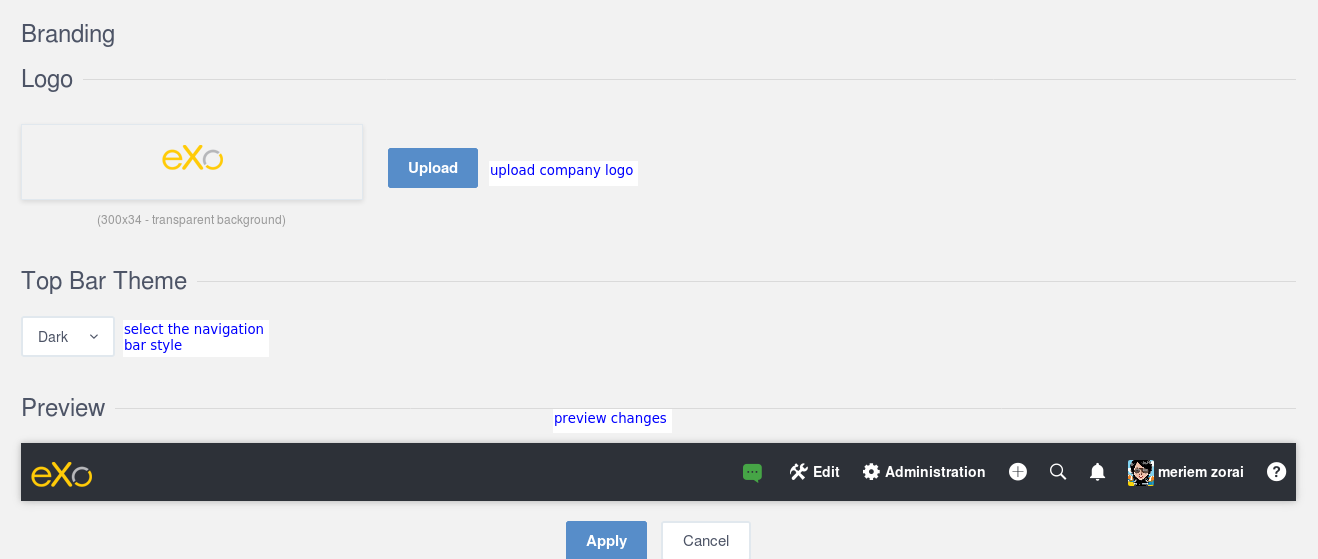 Branding
Logo
eXo
Upload
upload company logo
(300x34 - transparent background)
Top Bar Theme
Dark
select the navigation
bar style
Preview
preview changes
eXo
Edit
Administration
meriem zorai
?
Apply
Cancel